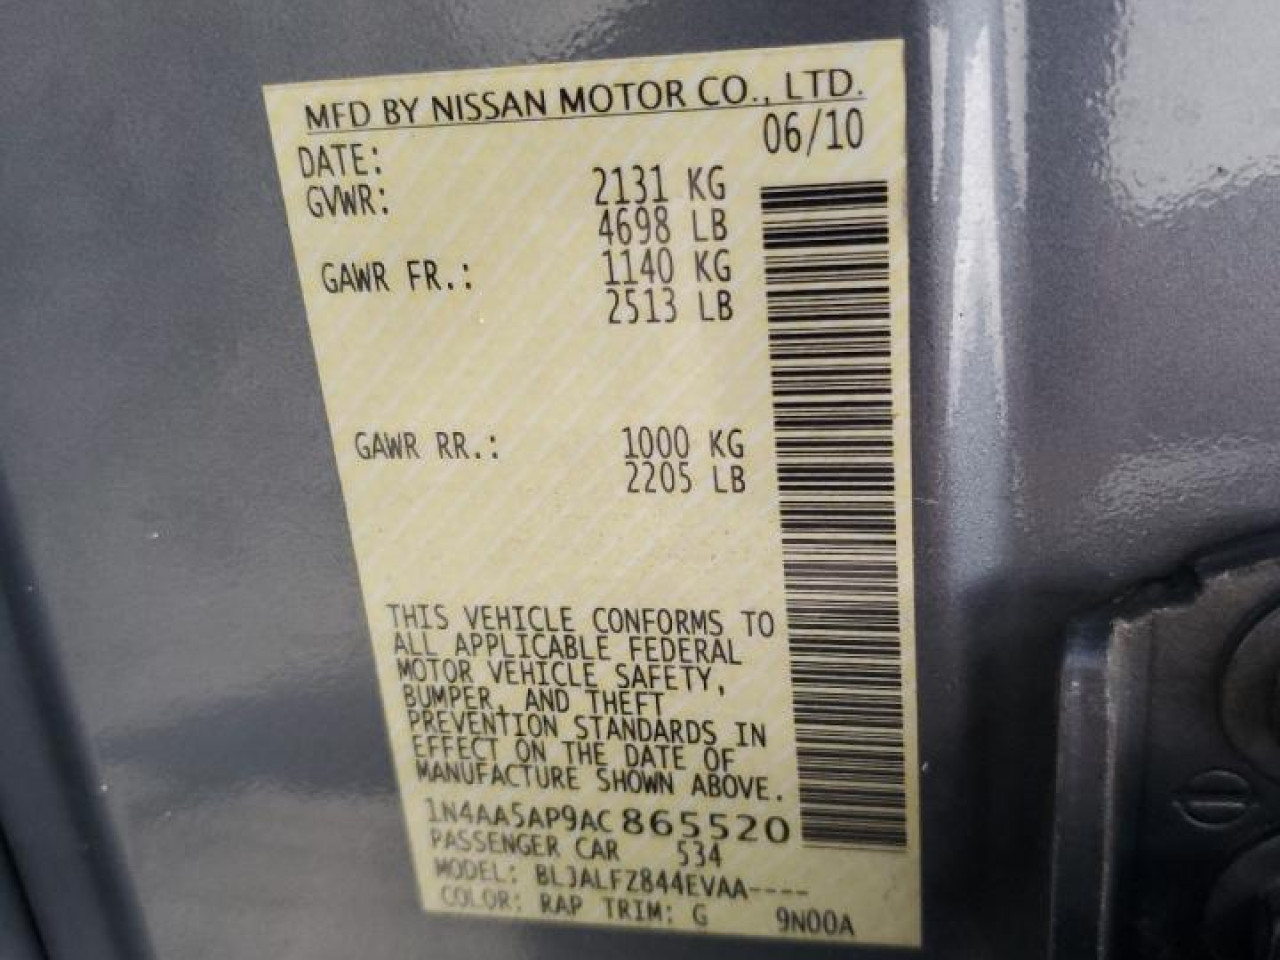 MFD BY NISSAN MOTOR CO., LTD.
DATE: 06/10
GVWR: 2131 KG
4698 LB
GAWR FR.: 1140 KG
2513 LB
GAWR RR.: 1000 KG
2205 LB
THIS VEHICLE CONFORMS TO
ALL APPLICABLE FEDERAL
MOTOR VEHICLE SAFETY,
BUMPER, AND THEFT
PREVENTION STANDARDS IN
EFFECT ON THE DATE OF
MANUFACTURE SHOWN ABOVE.
1N4AA5AP9AC865520
PASSENGER CAR 534
MODEL: BLJALFZ844EVAA----
COLOR: RAP TRIM: G 9N00A